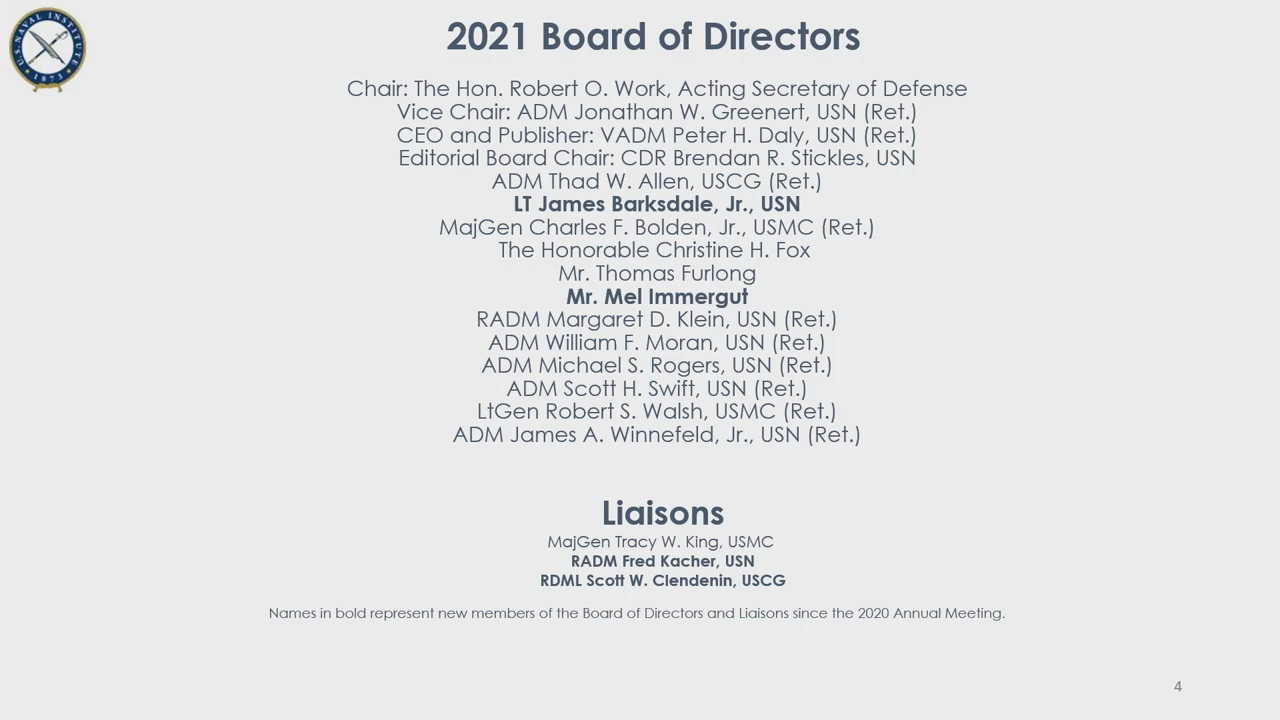 U.S. NAVAL INSTITUTE
1873
2021 Board of Directors
Chair: The Hon. Robert O. Work, Acting Secretary of Defense
Vice Chair: ADM Jonathan W. Greenert, USN (Ret.)
CEO and Publisher: VADM Peter H. Daly, USN (Ret.)
Editorial Board Chair: CDR Brendan R. Stickles, USN
ADM Thad W. Allen, USCG (Ret.)
LT James Barksdale, Jr., USN
MajGen Charles F. Bolden, Jr., USMC (Ret.)
The Honorable Christine H. Fox
Mr. Thomas Furlong
Mr. Mel Immergut
RADM Margaret D. Klein, USN (Ret.)
ADM William F. Moran, USN (Ret.)
ADM Michael S. Rogers, USN (Ret.)
ADM Scott H. Swift, USN (Ret.)
LtGen Robert S. Walsh, USMC (Ret.)
ADM James A. Winnefeld, Jr., USN (Ret.)
Liaisons
MajGen Tracy W. King, USMC
RADM Fred Kacher, USN
RDML Scott W. Clendenin, USCG
Names in bold represent new members of the Board of Directors and Liaisons since the 2020 Annual Meeting.
4